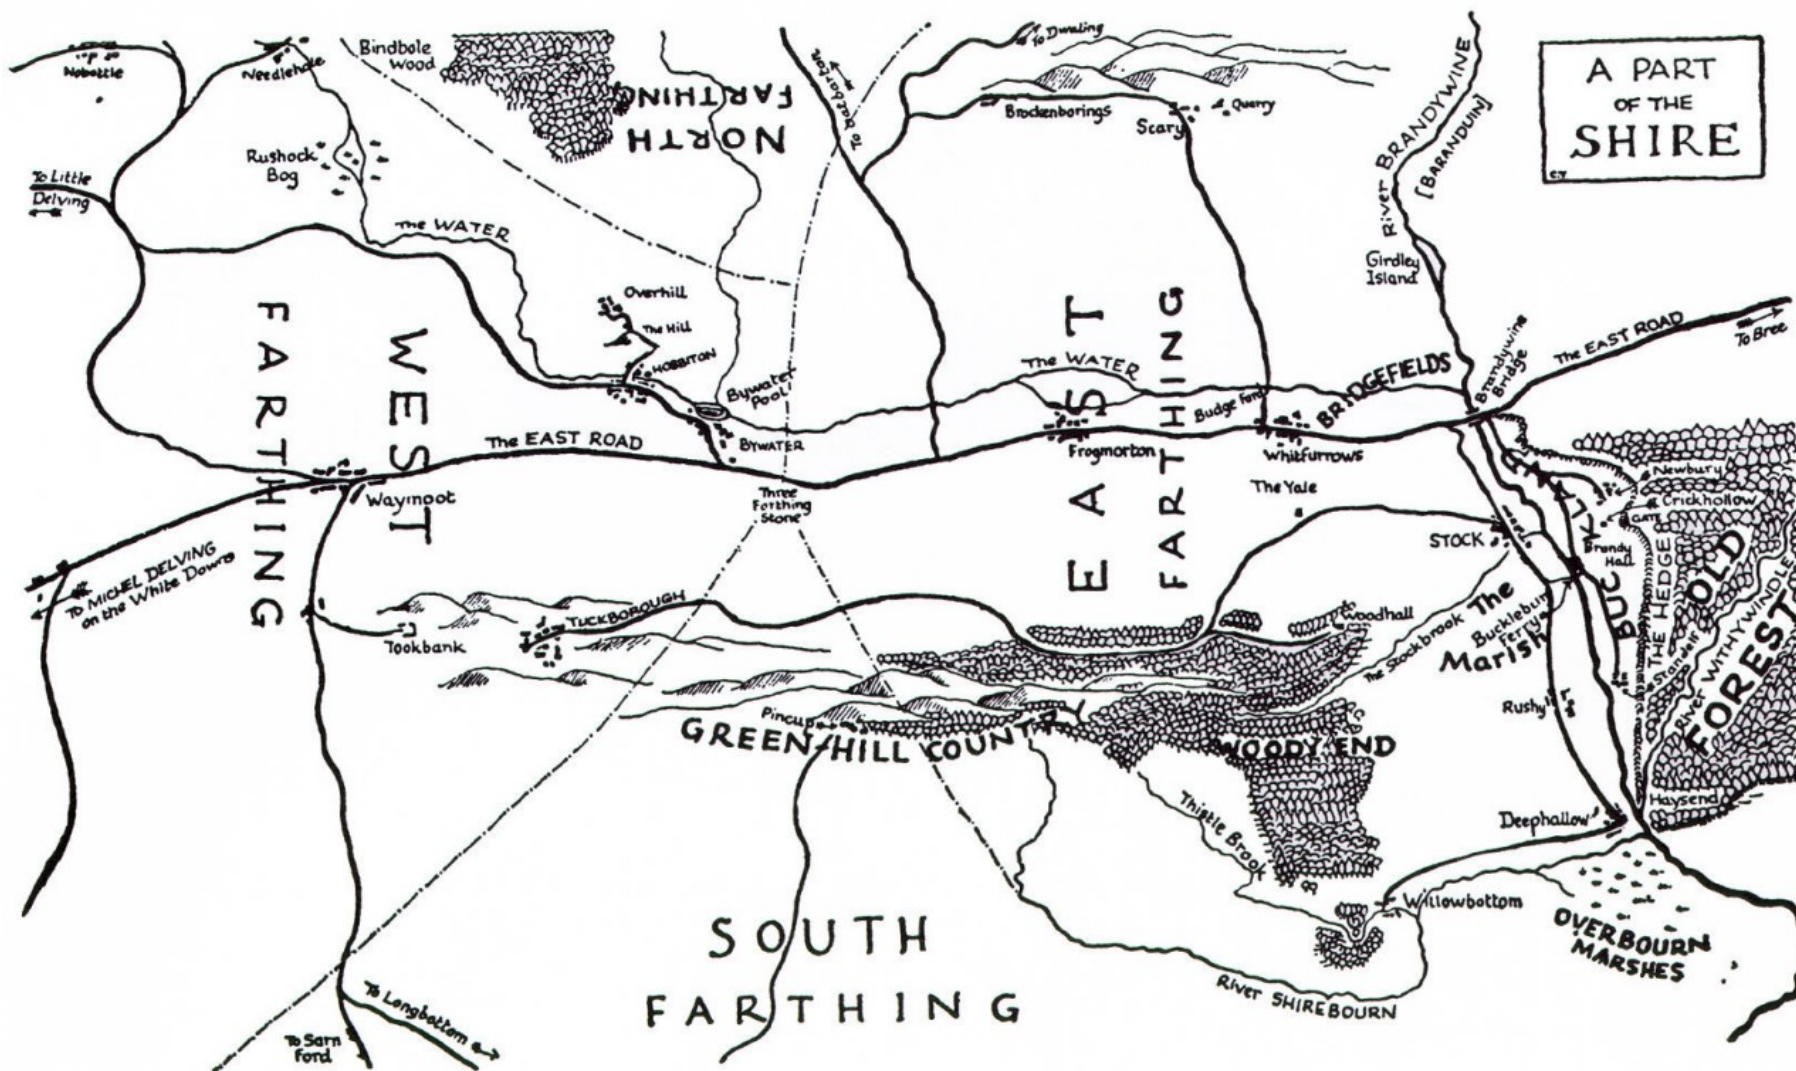 A PART
OF THE
SHIRE
Nobottle
Needlehole
Bindbole
Wood
NORTH
FARTHING
To Oatbarton
To Dwaling
Brockenborings
Scary
Quarry
River BRANDYWINE
[BARANDUIN]
Girdley
Island
Rushock
Bog
To Little
Delving
The WATER
Overhill
The Hill
HOBBITON
Bywater
Pool
BYWATER
WEST
FARTHING
The EAST ROAD
Waymoot
Three
Farthing
Stone
EAST
FARTHING
The WATER
Frogmorton
Budge Ford
Whitfurrows
BRIDGEFIELDS
Brandywine
Bridge
The EAST ROAD
To Bree
The Yale
STOCK
Newbury
Crickhollow
GATE
Brandy
Hall
BUCKLAND
THE HEDGE
Standelf
OLD
FOREST
River WITHYWINDLE
To MICHEL DELVING
on the White Downs
Tookbank
TUCKBOROUGH
Woodhall
The Stockbrook
The
Marish
Bucklebury
Ferry
Rushy
Pincup
GREEN-HILL COUNTRY
WOODY END
Thistle Brook
Deephallow
Haysend
Willowbottom
OVERBOURN
MARSHES
River SHIREBOURN
SOUTH
FARTHING
To Longbottom
To Sarn
Ford